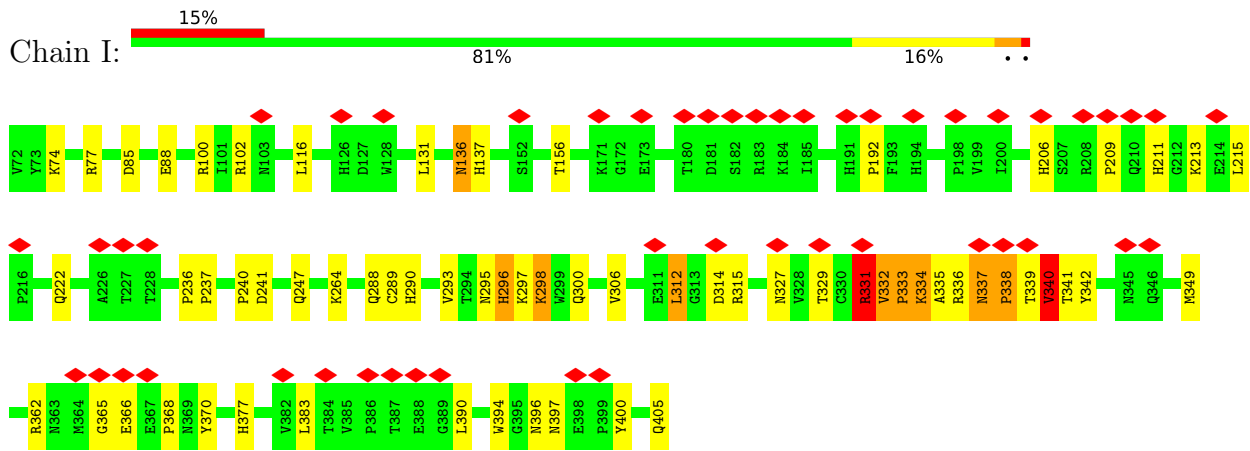 15%
Chain I:
81% 16% . .
V72 Y73 K74 R77 D85 E88 R100 I101 R102 N103 L116 H126 D127 W128 L131 N136 H137 S152 T156 K171 G172 E173 T180 D181 S182 R183 K184 I185 H191 P192 F193 H194 P198 V199 I200 H206 S207 R208 P209 Q210 H211 G212 K213 E214 L215
P216 Q222 A226 T227 T228 P236 P237 P240 D241 Q247 K264 Q288 C289 H290 V293 T294 N295 H296 K297 K298 W299 Q300 V306 E311 L312 G313 D314 R315 N327 V328 T329 C330 R331 V332 P333 K334 A335 R336 N337 P338 T339 V340 T341 Y342 N345 Q346 M349
R362 N363 M364 G365 E366 E367 P368 N369 Y370 H377 V382 L383 T384 V385 P386 T387 E388 G389 L390 W394 G395 N396 N397 E398 P399 Y400 Q405